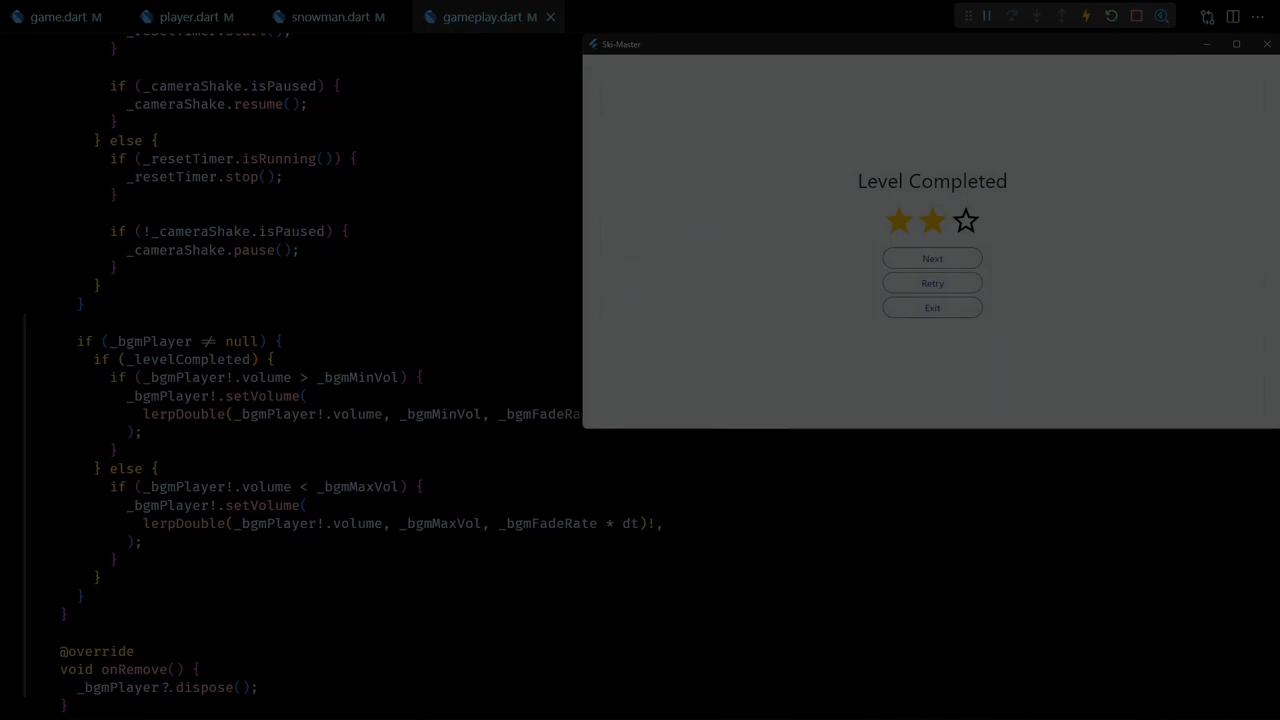 game.dart M player.dart M snowman.dart M gameplay.dart M
_resetTimer.start();
}
if (_cameraShake.isPaused) {
_cameraShake.resume();
}
} else {
if (_resetTimer.isRunning()) {
_resetTimer.stop();
}
if (!_cameraShake.isPaused) {
_cameraShake.pause();
}
}
}
if (_bgmPlayer ≠ null) {
if (_levelCompleted) {
if (_bgmPlayer!.volume > _bgmMinVol) {
_bgmPlayer!.setVolume(
lerpDouble(_bgmPlayer!.volume, _bgmMinVol, _bgmFadeRa
);
}
} else {
if (_bgmPlayer!.volume < _bgmMaxVol) {
_bgmPlayer!.setVolume(
lerpDouble(_bgmPlayer!.volume, _bgmMaxVol, _bgmFadeRate * dt)!,
);
}
}
}
}
@override
void onRemove() {
_bgmPlayer?.dispose();
}
Ski-Master
Level Completed
Next
Retry
Exit